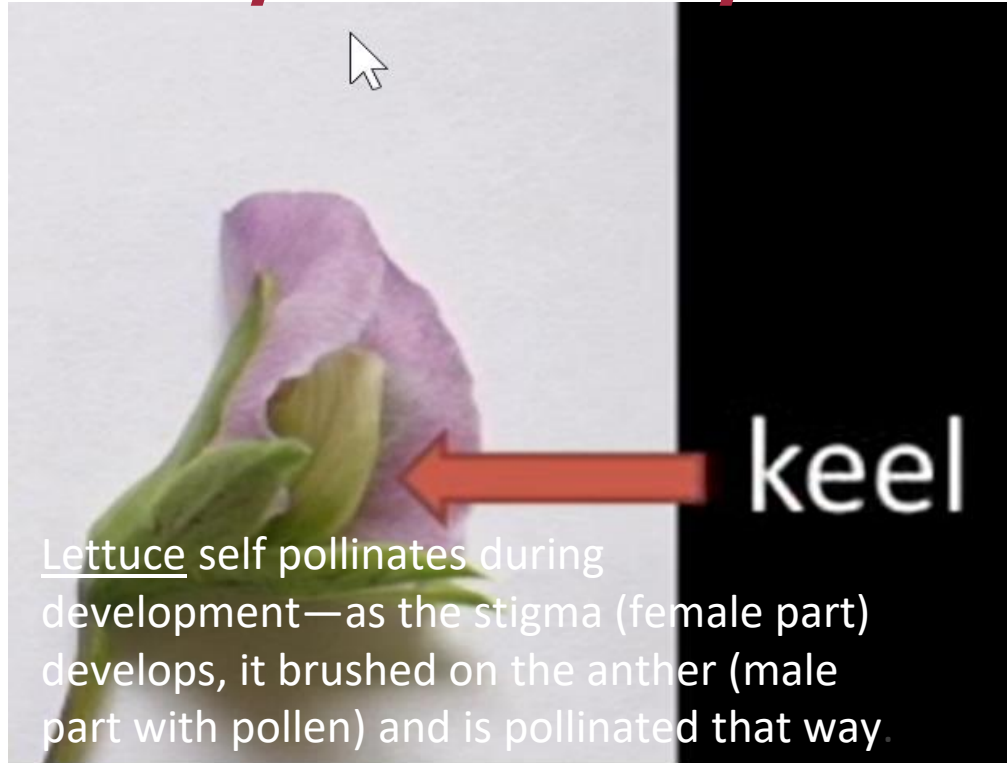 keel
Lettuce self pollinates during
development—as the stigma (female part)
develops, it brushed on the anther (male
part with pollen) and is pollinated that way.